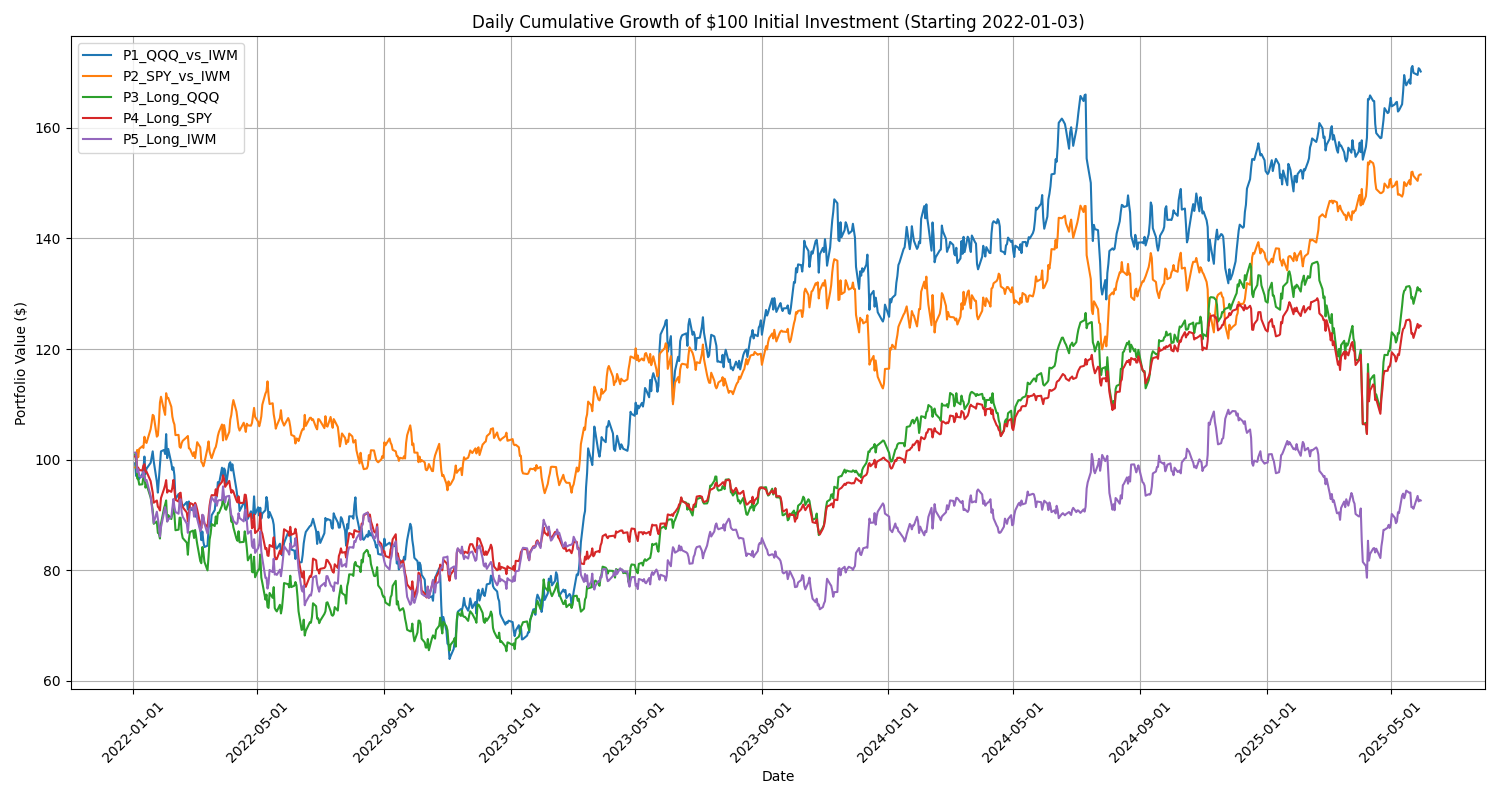 Daily Cumulative Growth of $100 Initial Investment (Starting 2022-01-03)
P1_QQQ_vs_IWM
P2_SPY_vs_IWM
P3_Long_QQQ
P4_Long_SPY
P5_Long_IWM
Portfolio Value ($)
160
140
120
100
80
60
2022-01-01
2022-05-01
2022-09-01
2023-01-01
2023-05-01
2023-09-01
2024-01-01
2024-05-01
2024-09-01
2025-01-01
2025-05-01
Date